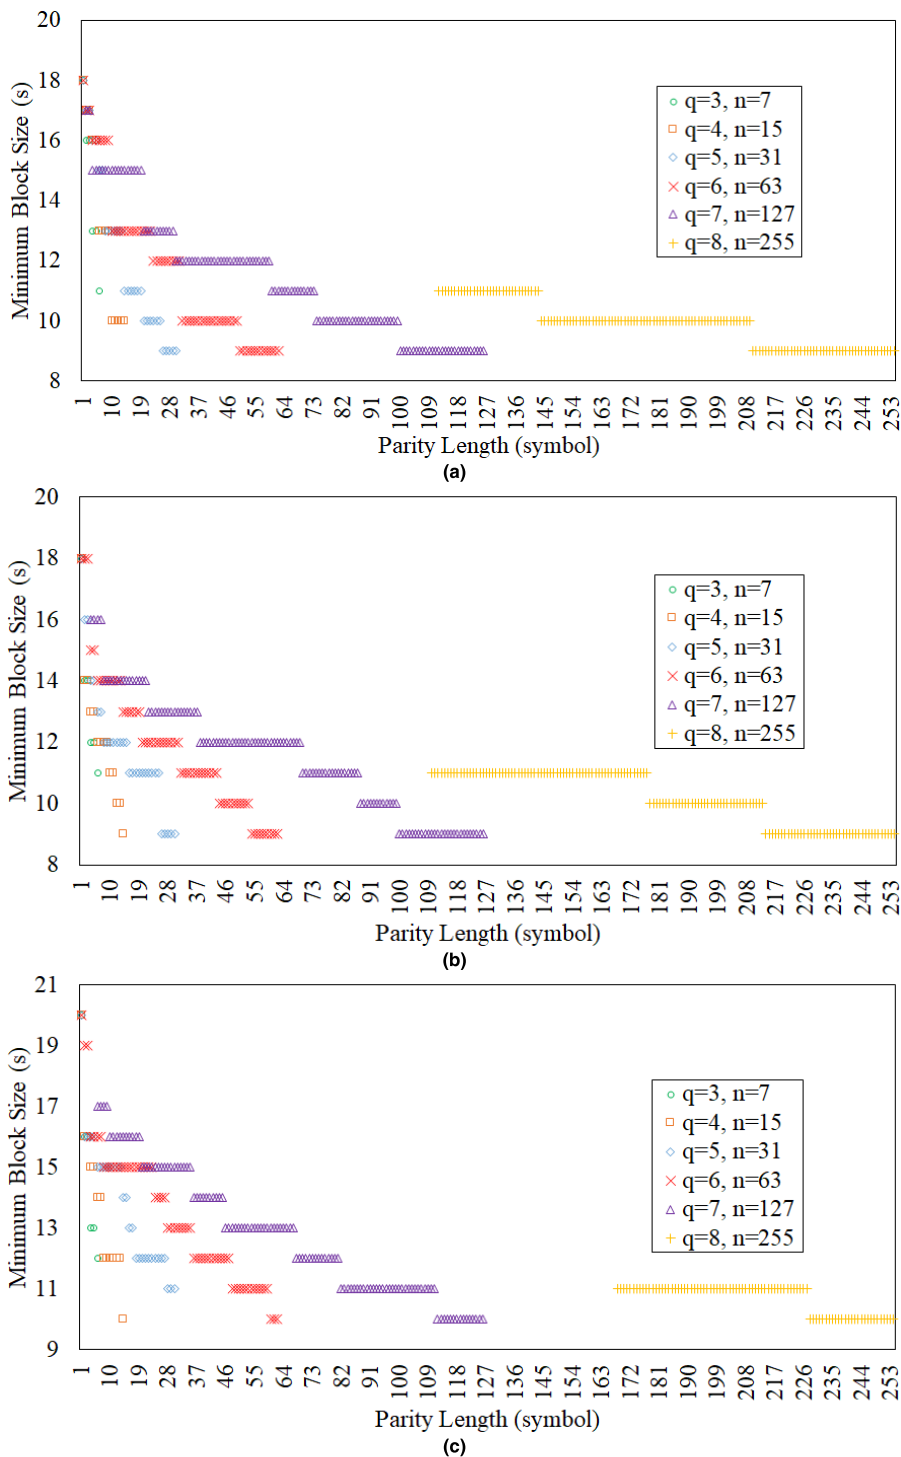 20
18
16
14
12
10
8
Minimum Block Size (s)
q=3, n=7
q=4, n=15
q=5, n=31
q=6, n=63
q=7, n=127
q=8, n=255
1 10 19 28 37 46 55 64 73 82 91 100 109 118 127 136 145 154 163 172 181 190 199 208 217 226 235 244 253
Parity Length (symbol)
(a)
20
18
16
14
12
10
8
Minimum Block Size (s)
q=3, n=7
q=4, n=15
q=5, n=31
q=6, n=63
q=7, n=127
q=8, n=255
1 10 19 28 37 46 55 64 73 82 91 100 109 118 127 136 145 154 163 172 181 190 199 208 217 226 235 244 253
Parity Length (symbol)
(b)
21
19
17
15
13
11
9
Minimum Block Size (s)
q=3, n=7
q=4, n=15
q=5, n=31
q=6, n=63
q=7, n=127
q=8, n=255
1 10 19 28 37 46 55 64 73 82 91 100 109 118 127 136 145 154 163 172 181 190 199 208 217 226 235 244 253
Parity Length (symbol)
(c)